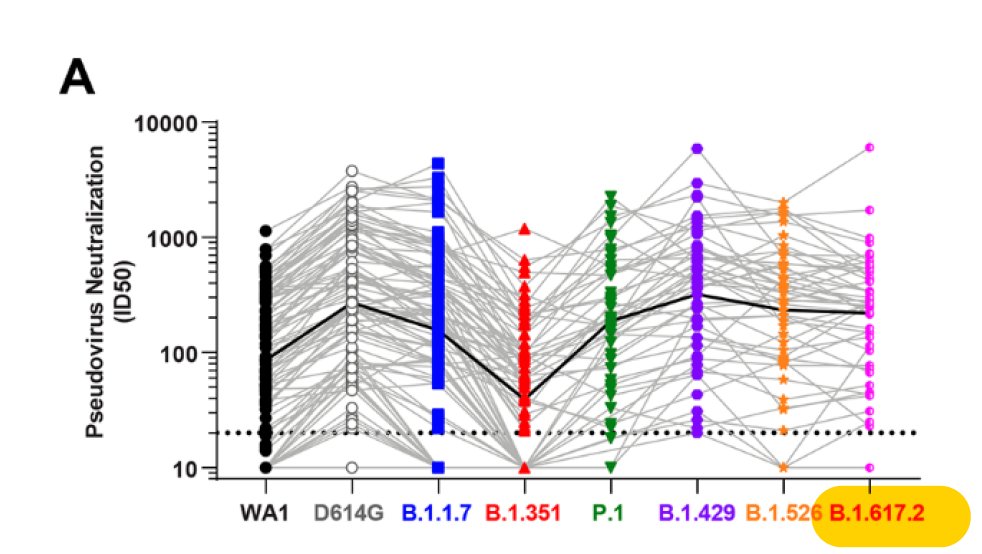 A
Pseudovirus Neutralization
(ID50)
10000
1000
100
10
WA1 D614G B.1.1.7 B.1.351 P.1 B.1.429 B.1.526 B.1.617.2